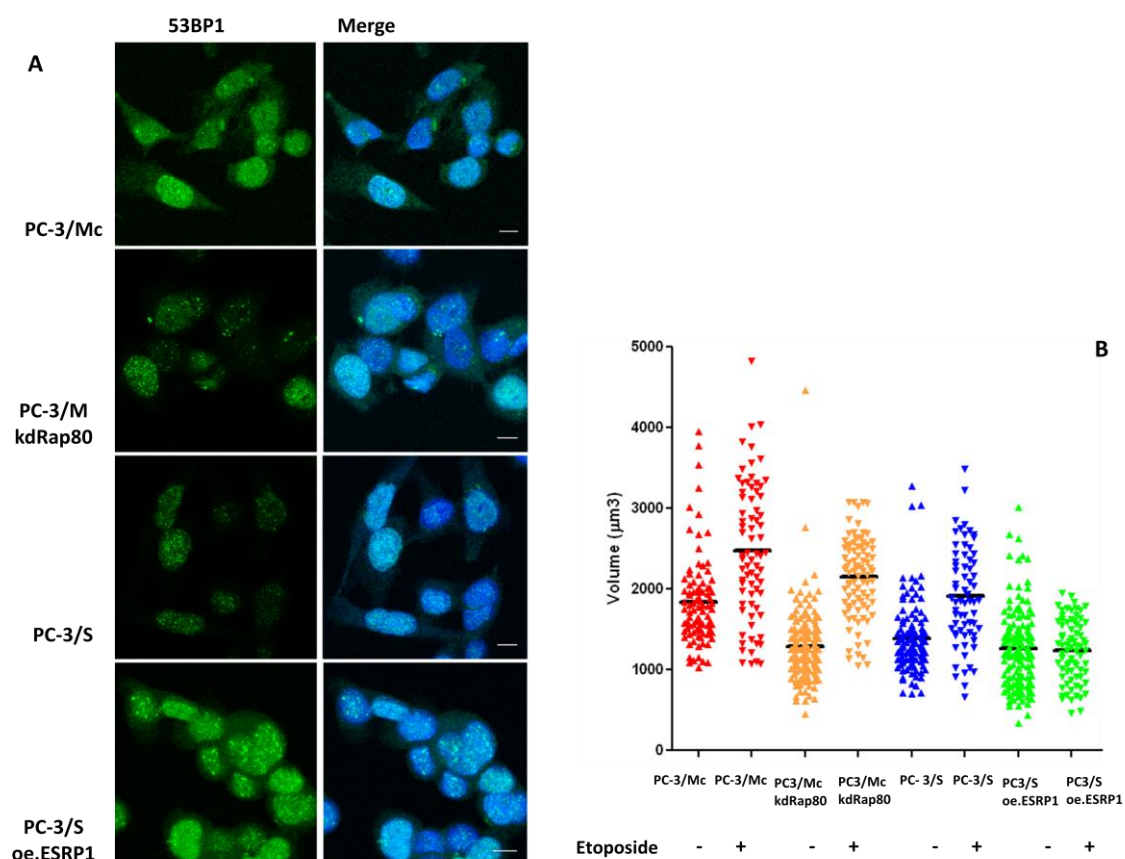 53BP1 Merge
A
PC-3/Mc
PC-3/M
kdRap80
PC-3/S
PC-3/S
oe.ESRP1
B
5000
4000
3000
2000
1000
0
Volume (µm3)
PC-3/Mc PC-3/Mc PC3/Mc PC3/Mc PC- 3/S PC-3/S PC3/S PC3/S
kdRap80 kdRap80 oe.ESRP1 oe.ESRP1
Etoposide - + - + - + - +